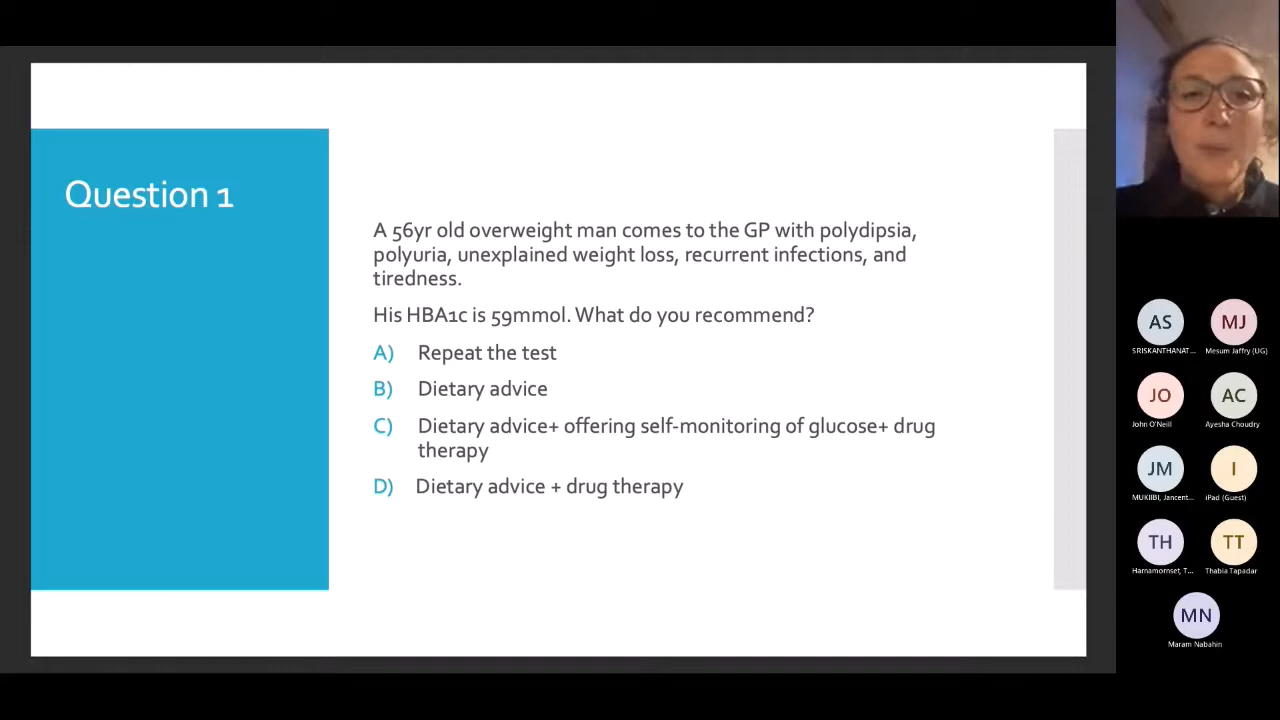 Question 1
A 56yr old overweight man comes to the GP with polydipsia,
polyuria, unexplained weight loss, recurrent infections, and
tiredness.
His HBA1c is 59mmol. What do you recommend?
A) Repeat the test
B) Dietary advice
C) Dietary advice+ offering self-monitoring of glucose+ drug
therapy
D) Dietary advice + drug therapy
AS MJ
SRISKANTHANAT... Mesum Jaffry (UG)
JO AC
John O'Neill Ayesha Choudry
JM I
MUKIIBI, Jancent... iPad (Guest)
TH TT
Harnamornset, T... Thabia Tapadar
MN
Maram Nabahin